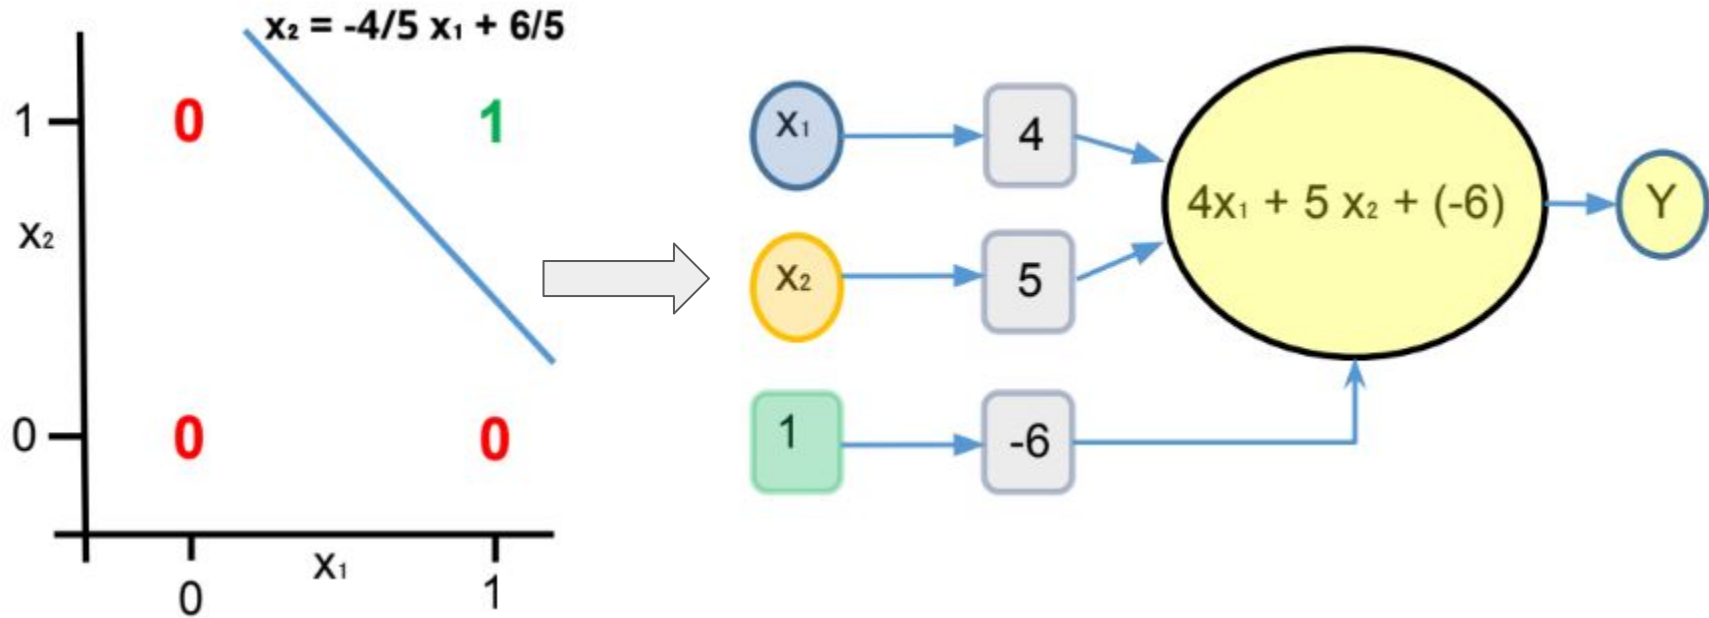 x₂ = -4/5 x₁ + 6/5
1
0
1
x₂
0
0
0
x₁
0
1
x₁
4
x₂
5
1
-6
4x₁ + 5 x₂ + (-6)
Y